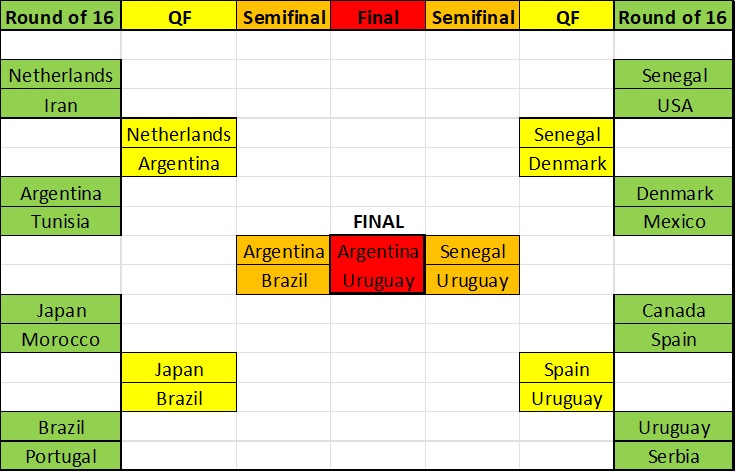 Round of 16 QF Semifinal Final Semifinal QF Round of 16
Netherlands Senegal
Iran USA
Netherlands Senegal
Argentina Denmark
Argentina Denmark
Tunisia FINAL Mexico
Argentina Argentina Senegal
Brazil Uruguay Uruguay
Japan Canada
Morocco Spain
Japan Spain
Brazil Uruguay
Brazil Uruguay
Portugal Serbia